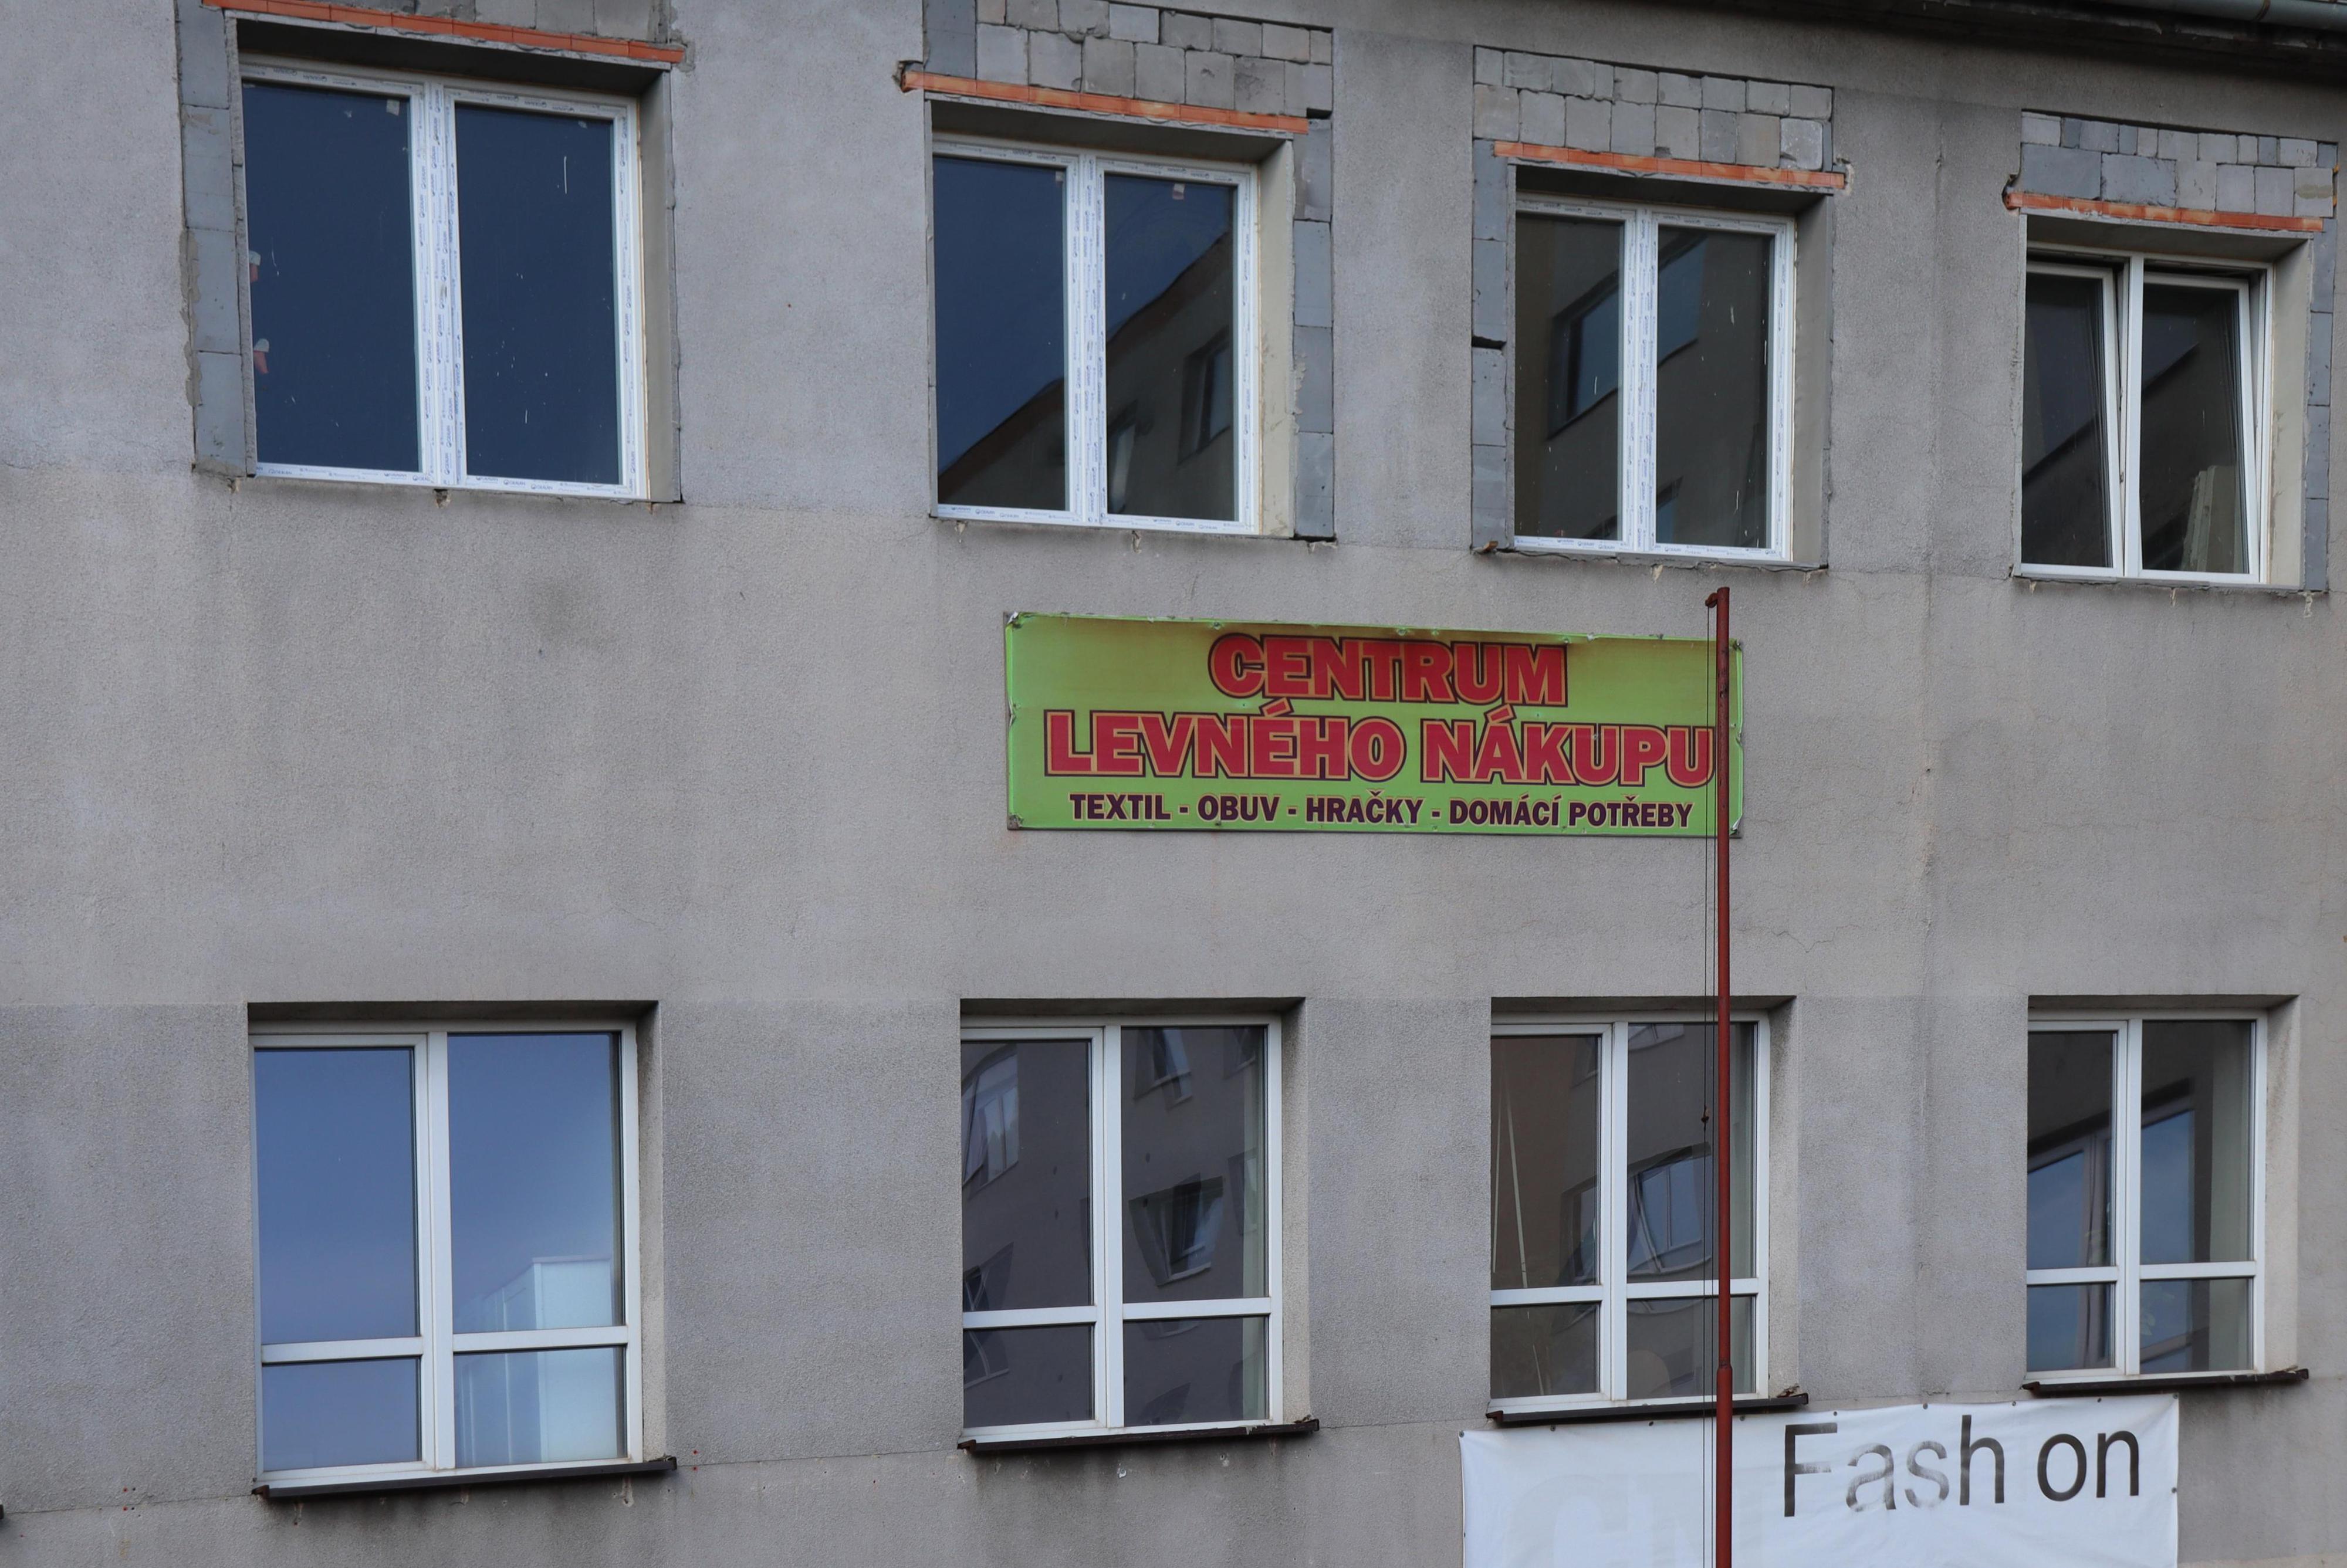 CENTRUM
LEVNÉHO NÁKUPU
TEXTIL - OBUV - HRAČKY - DOMÁCÍ POTŘEBY
Fash on